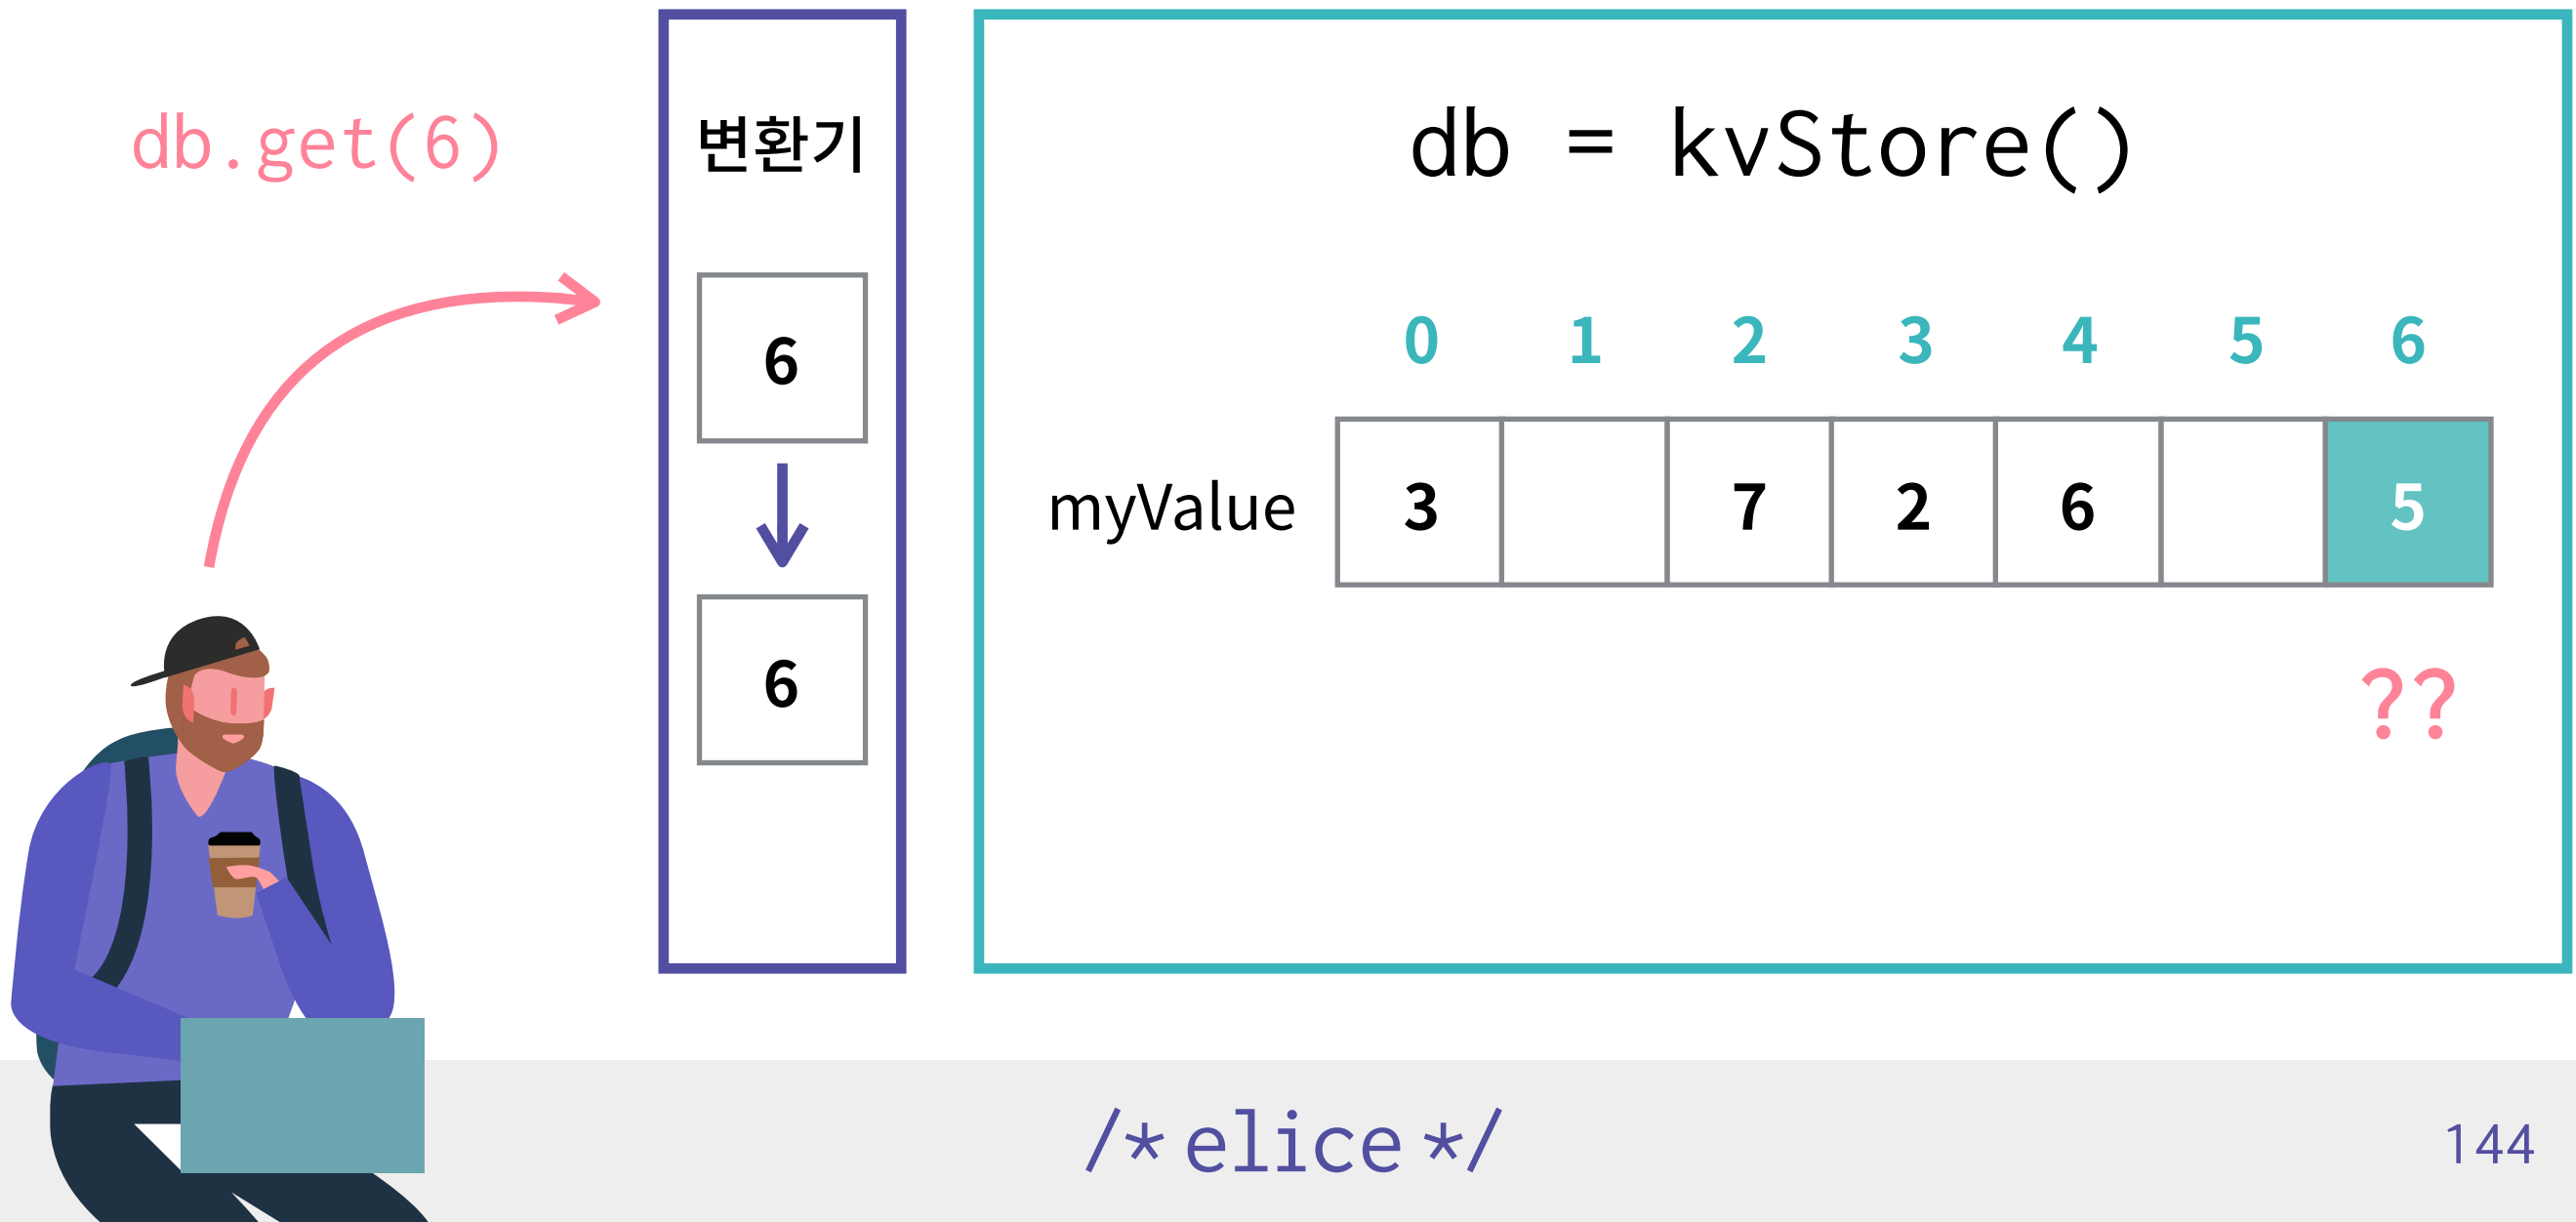 db.get(6)
변환기
6
6
db = kvStore()
0 1 2 3 4 5 6
myValue 3 7 2 6 5
??
/* elice */
144